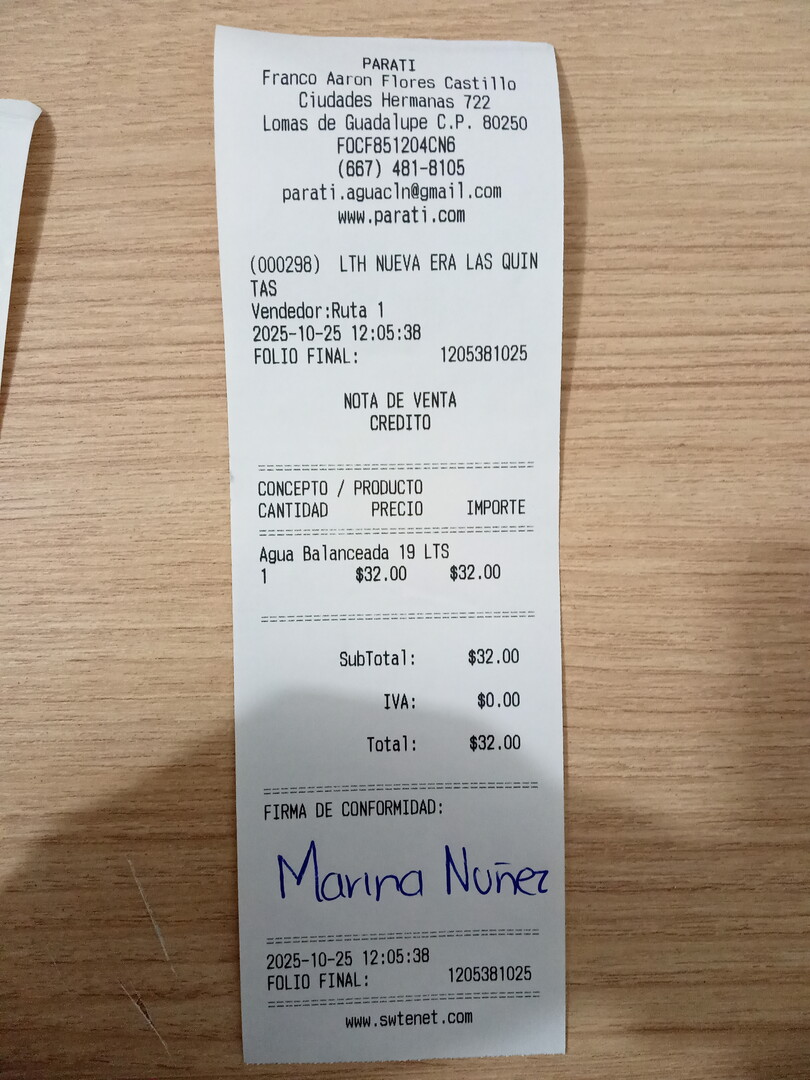 PARATI
Franco Aaron Flores Castillo
Ciudades Hermanas 722
Lomas de Guadalupe C.P. 80250
FOCF851204CN6
(667) 481-8105
parati.aguacln@gmail.com
www.parati.com
(000298) LTH NUEVA ERA LAS QUIN
TAS
Vendedor:Ruta 1
2025-10-25 12:05:38
FOLIO FINAL: 1205381025
NOTA DE VENTA
CREDITO
===============================
CONCEPTO / PRODUCTO
CANTIDAD PRECIO IMPORTE
===============================
Agua Balanceada 19 LTS
1 $32.00 $32.00
===============================
SubTotal: $32.00
IVA: $0.00
Total: $32.00
===============================
FIRMA DE CONFORMIDAD:
Marina Nuñez
===============================
2025-10-25 12:05:38
FOLIO FINAL: 1205381025
===============================
www.swtenet.com